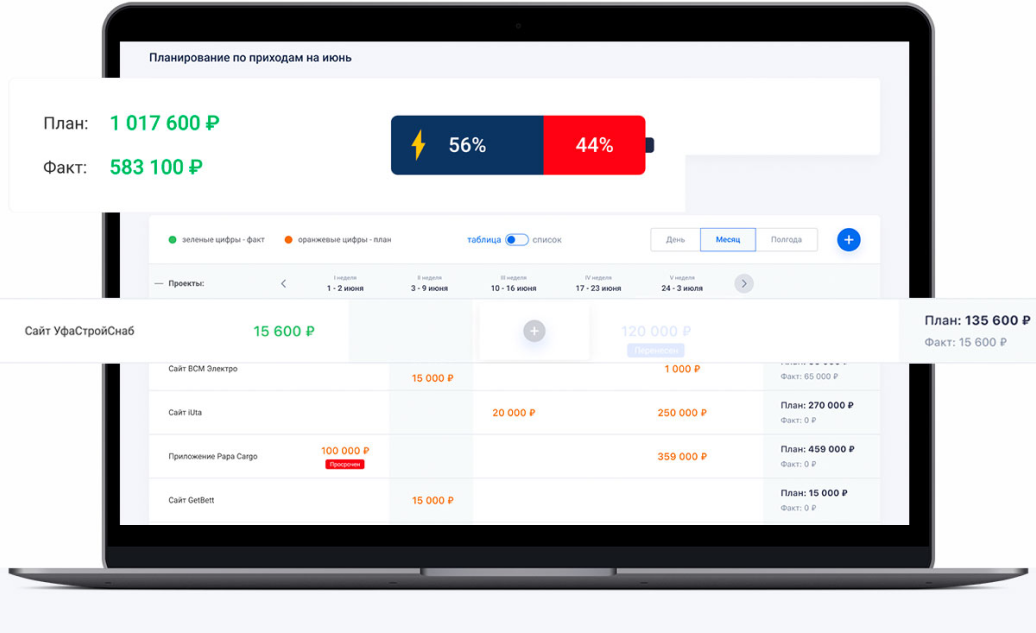 Планирование по приходам на июнь
План: 1 017 600 ₽
56% 44%
Факт: 583 100 ₽
зеленые цифры - факт оранжевые цифры - план таблица список День Месяц Полгода
Проекты:
I неделя II неделя III неделя IV неделя V неделя
1 - 2 июня 3 - 9 июня 10 - 16 июня 17 - 23 июня 24 - 3 июля
Сайт УфаСтройСнаб 15 600 ₽ 120 000 ₽ План: 135 600 ₽
Перенесен Факт: 15 600 ₽
Сайт ВСМ Электро 15 000 ₽ 1 000 ₽ Факт: 65 000 ₽
Сайт iUta 20 000 ₽ 250 000 ₽ План: 270 000 ₽
Факт: 0 ₽
Приложение Papa Cargo 100 000 ₽ 359 000 ₽ План: 459 000 ₽
Просрочен Факт: 0 ₽
Сайт GetBett 15 000 ₽ План: 15 000 ₽
Факт: 0 ₽